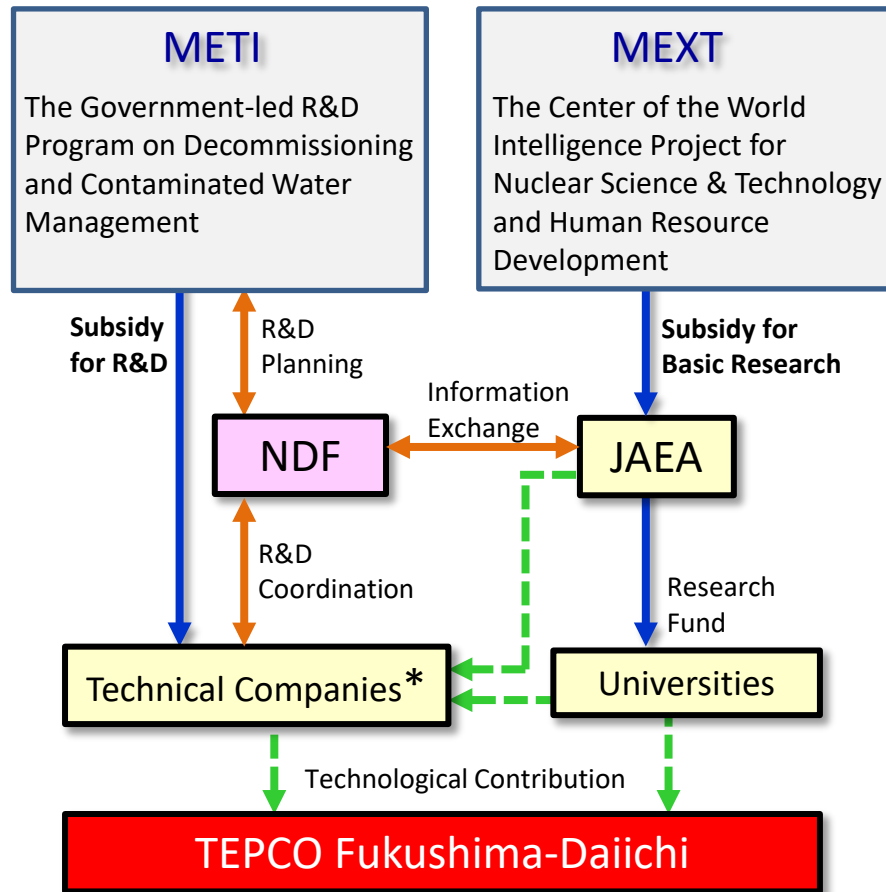 METI
The Government-led R&D
Program on Decommissioning
and Contaminated Water
Management
MEXT
The Center of the World
Intelligence Project for
Nuclear Science & Technology
and Human Resource
Development
Subsidy
for R&D
R&D
Planning
Subsidy for
Basic Research
Information
Exchange
NDF
JAEA
R&D
Coordination
Research
Fund
Technical Companies*
Universities
Technological Contribution
TEPCO Fukushima-Daiichi